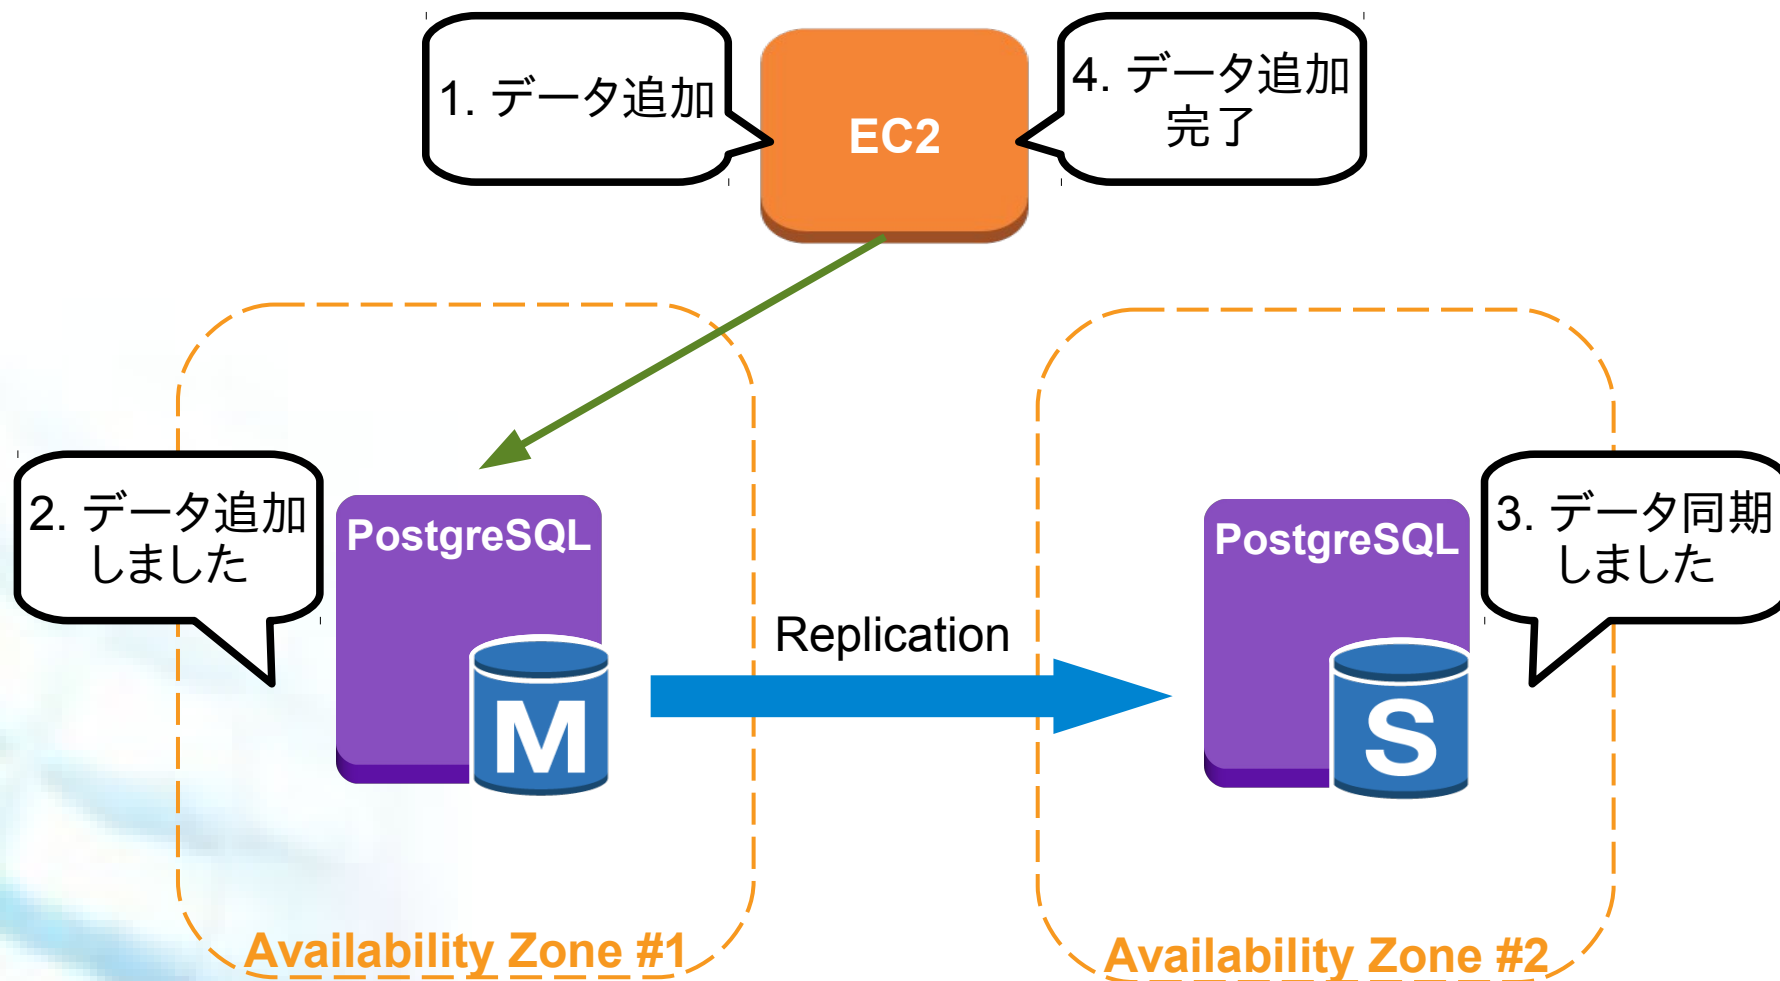 1. データ追加
EC2
4. データ追加
完了
2. データ追加
しました
PostgreSQL
M
Replication
PostgreSQL
S
3. データ同期
しました
Availability Zone #1
Availability Zone #2